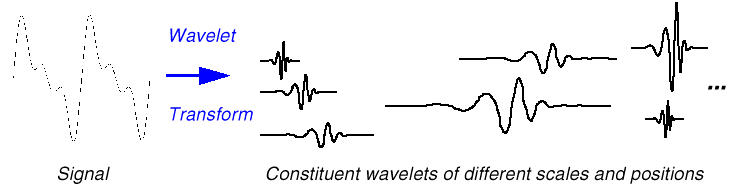 Wavelet
Transform
...
Signal
Constituent wavelets of different scales and positions